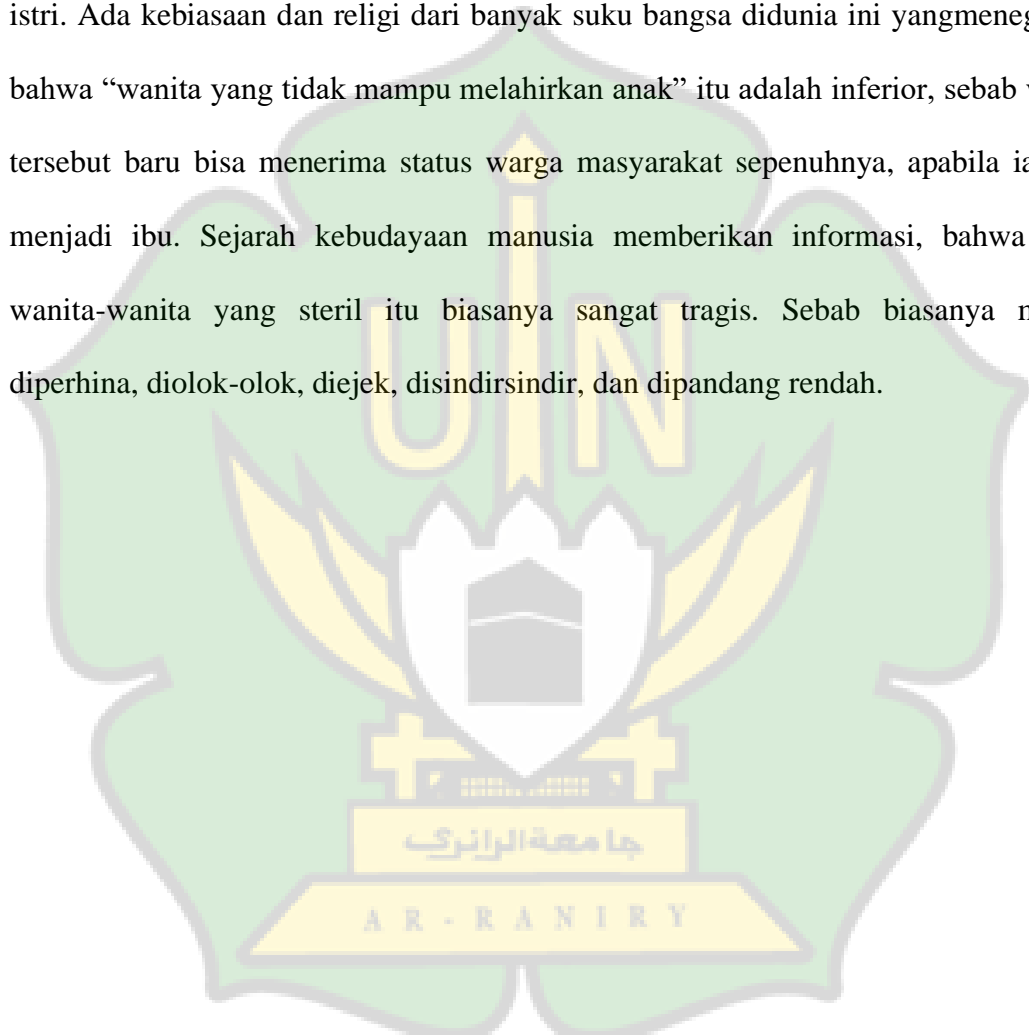 istri. Ada kebiasaan dan religi dari banyak suku bangsa didunia ini
bahwa “wanita yang tidak mampu melahirkan anak” itu adalah inferior, sebab
tersebut baru bisa menerima status warga masyarakat sepenuhnya, apabila
menjadi ibu. Sejarah kebudayaan manusia memberikan informasi, bahwa
wanita-wanita yang steril itu biasanya sangat tragis. Sebab biasanya
diperhina, diolok-olok, diejek, disindirsindir, dan dipandang rendah.
UIN
جامعة الرانري
AR-RANIRY